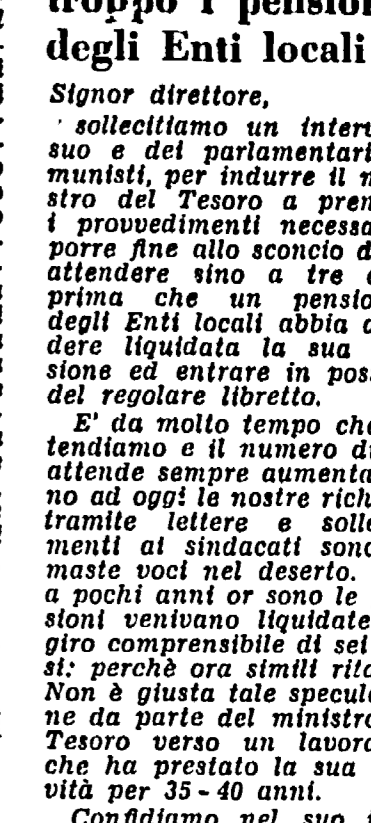 troppo i pension
degli Enti locali
Signor direttore,
sollecitiamo un interv
suo e dei parlamentari
munisti, per indurre il m
stro del Tesoro a pren
i provvedimenti necessa
porre fine allo sconcio d
attendere sino a tre
prima che un pensio
degli Enti locali abbia a
dere liquidata la sua
sione ed entrare in poss
del regolare libretto.
E' da molto tempo che
tendiamo e il numero di
attende sempre aumenta
no ad oggi le nostre rich
tramite lettere e solle
menti ai sindacati sono
maste voci nel deserto.
a pochi anni or sono le
sioni venivano liquidate
giro comprensibile di sei
si: perchè ora simili rita
Non è giusta tale specula
ne da parte del ministro
Tesoro verso un lavora
che ha prestato la sua
vità per 35 - 40 anni.
Confidiamo nel suo